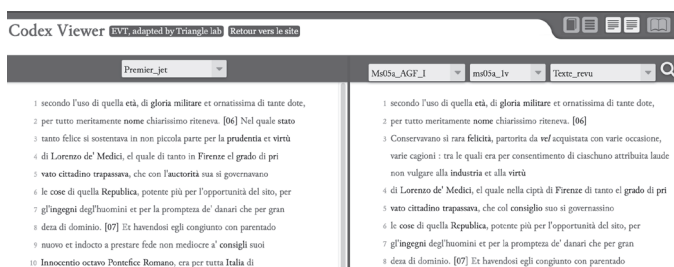 Codex Viewer EVT, adapted by Triangle lab Retour vers le site
Premier_jet
1 secondo l'uso di quella età, di gloria militare et ornatissima di tante dote,
2 per tutto meritamente nome chiarissimo riteneva. [06] Nel quale stato
3 tanto felice si sostentava in non piccola parte per la prudentia et virtù
4 di Lorenzo de' Medici, el quale di tanto in Firenze el grado di pri
5 vato cittadino trapassava, che con l'auctorità sua si governavano
6 le cose di quella Republica, potente più per l'opportunità del sito, per
7 gl'ingegni degl'huomini et per la prompteza de' danari che per gran
8 deza di dominio. [07] Et havendosi egli congiunto con parentado
9 nuovo et indocto a prestare fede non mediocre a' consigli suoi
10 Innocentio octavo Pontefice Romano, era per tutta Italia di
Ms05a_AGF_I ms05a_1v Texte_revu
1 secondo l'uso di quella età, di gloria militare et ornatissima di tante dote,
2 per tutto meritamente nome chiarissimo riteneva. [06]
3 Conservavano sì rara felicità, partorita da vel acquistata con varie occasione,
varie cagioni : tra le quali era per consentimento di ciaschuno attribuita laude
non vulgare alla industria et alla virtù
4 di Lorenzo de' Medici, el quale nella ciptà di Firenze di tanto el grado di pri
5 vato cittadino trapassava, che col consiglio suo si governassino
6 le cose di quella Republica, potente più per l'opportunità del sito, per
7 gl'ingegni degl'huomini et per la prompteza de' danari che per gran
8 deza di dominio. [07] Et havendosi egli congiunto con parentado